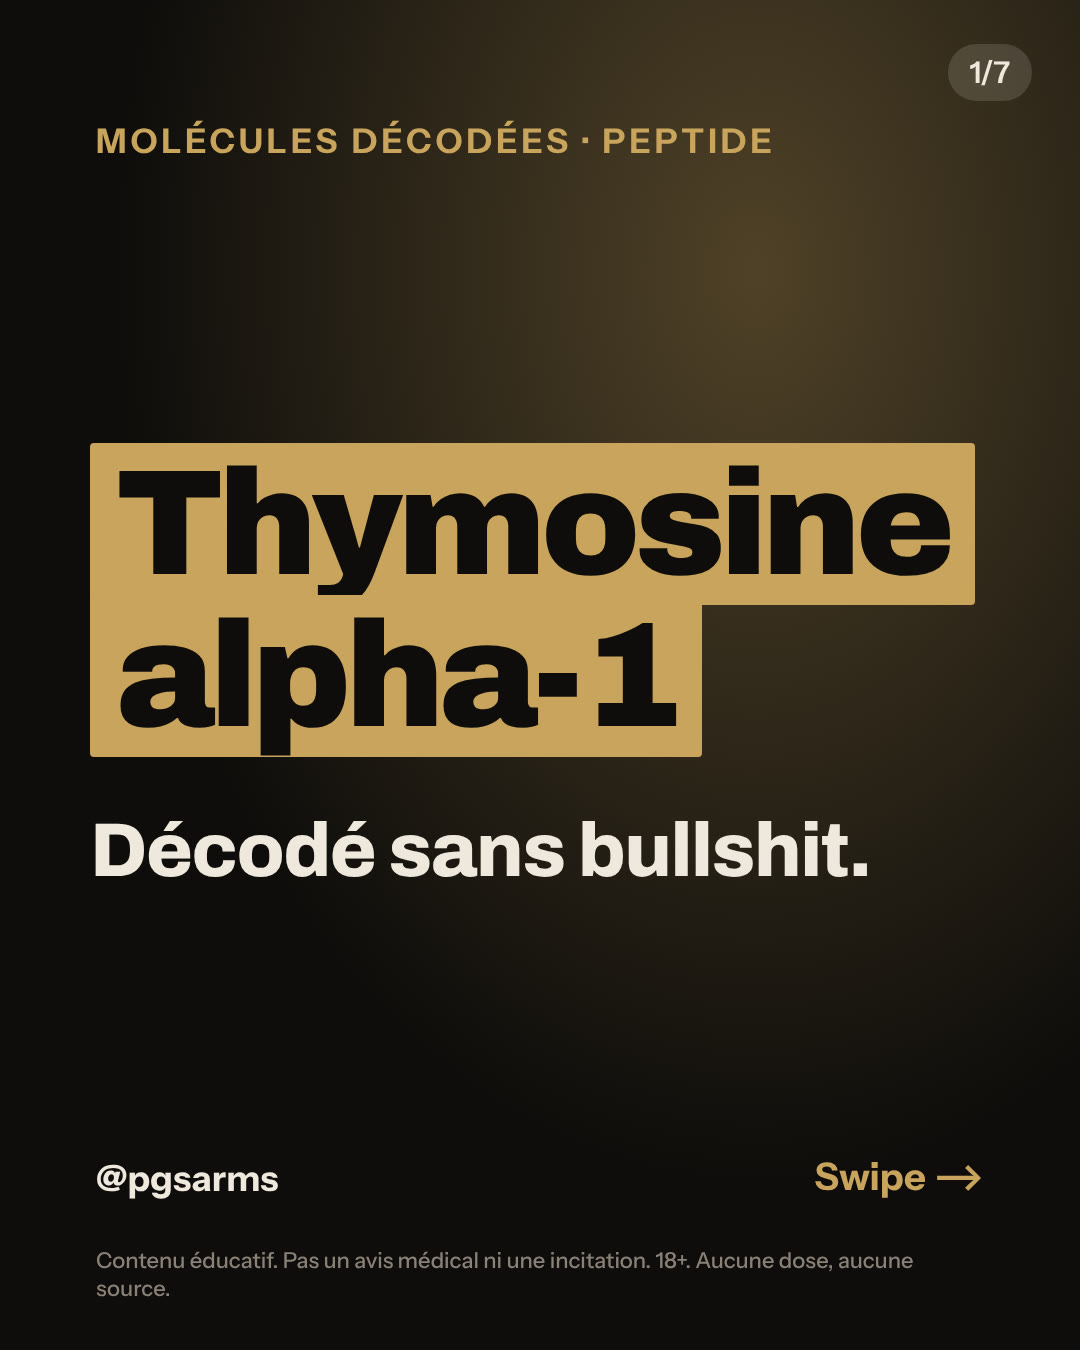 1/7
MOLÉCULES DÉCODÉES · PEPTIDE
Thymosine
alpha-1
Décodé sans bullshit.
@pgsarms
Swipe →
Contenu éducatif. Pas un avis médical ni une incitation. 18+. Aucune dose, aucune
source.